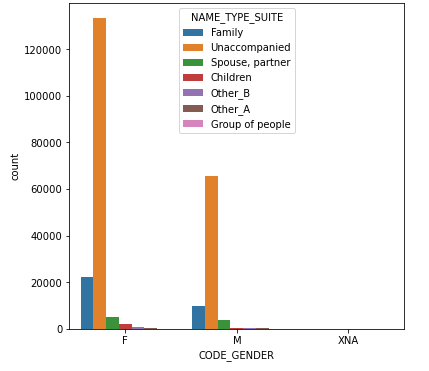 NAME_TYPE_SUITE
Family
Unaccompanied
Spouse, partner
Children
Other_B
Other_A
Group of people
120000
100000
80000
60000
40000
20000
0
count
F M XNA
CODE_GENDER